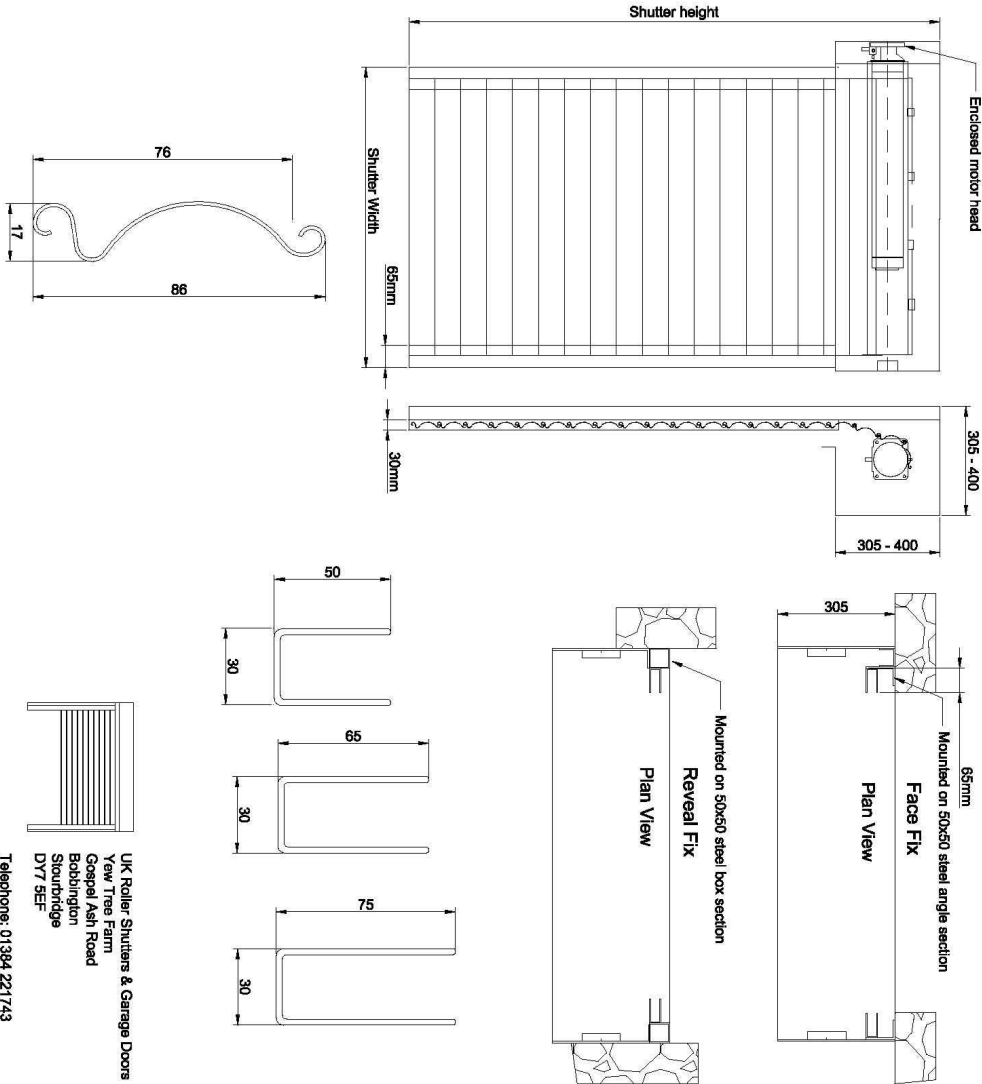 Shutter height
Enclosed motor head
Shutter Width
65mm
76
17
86
30mm
305 - 400
305 - 400
50
30
65
30
75
30
305
65mm
Mounted on 50x50 steel angle section
Face Fix
Plan View
Mounted on 50x50 steel box section
Reveal Fix
Plan View
UK Roller Shutters & Garage Doors
Yew Tree Farm
Gospel Ash Road
Bobbington
Stourbridge
DY7 5EF
Telephone: 01384 221743